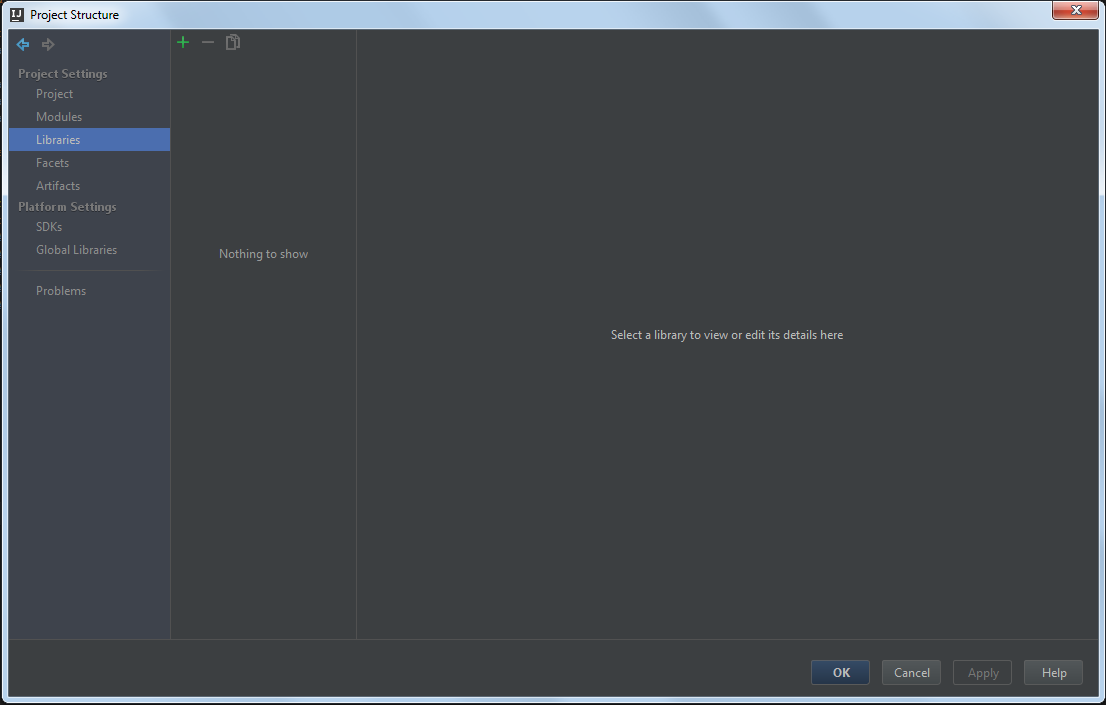 IJ Project Structure
Project Settings
Project
Modules
Libraries
Facets
Artifacts
Platform Settings
SDKs
Global Libraries
Problems
Nothing to show
Select a library to view or edit its details here
OK Cancel Apply Help